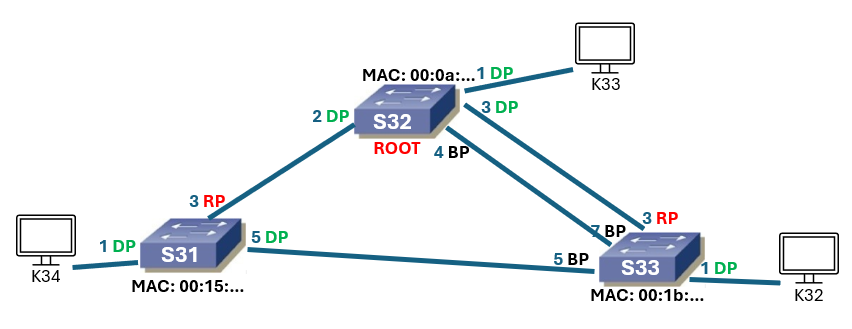 MAC: 00:0a:...
1 DP
K33
2 DP
S32
3 DP
ROOT
4 BP
3 RP
7 BP
3 RP
1 DP
S31
5 DP
5 BP
S33
1 DP
K34
MAC: 00:15:...
MAC: 00:1b:...
K32